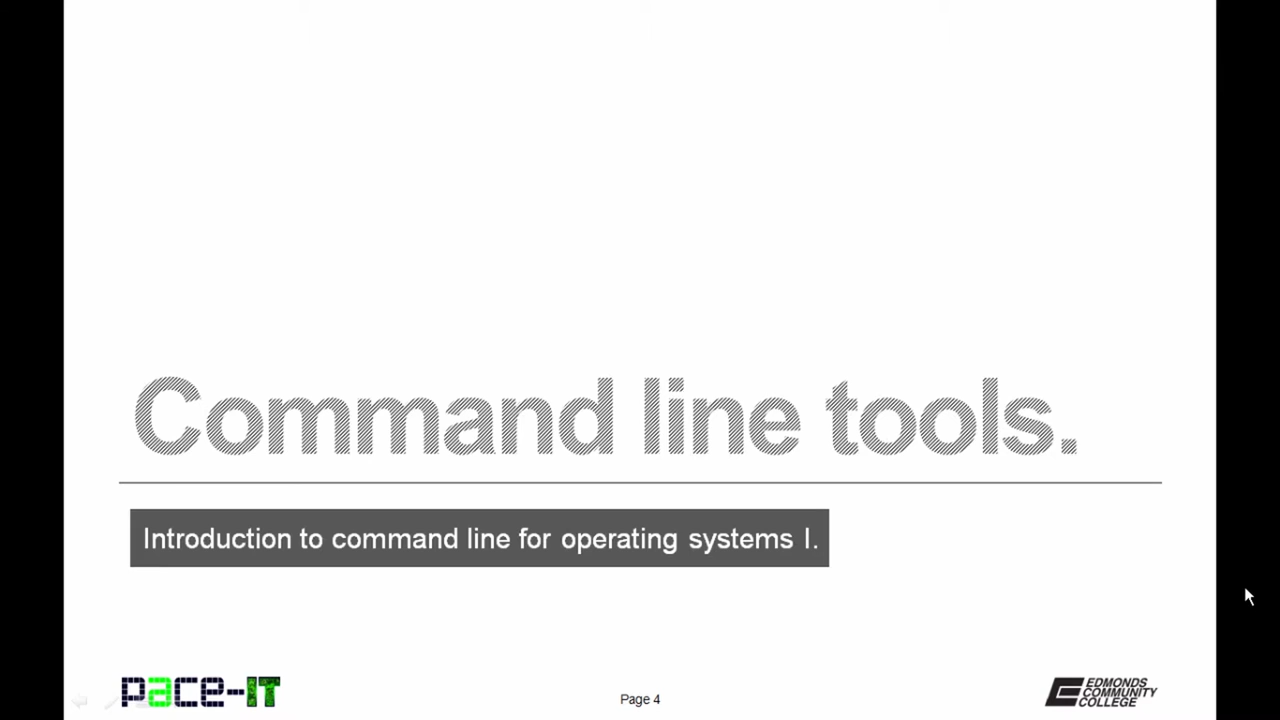 Command line tools.
Introduction to command line for operating systems I.
pace-IT
Page 4
EDMONDS
COMMUNITY
COLLEGE